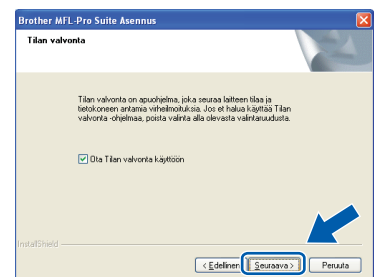 Brother MFL-Pro Suite Asennus
Tilan valvonta
Tilan valvonta on apuohjelma, joka seuraa laitteen tilaa ja
tietokoneen antamia virheilmoituksia. Jos et halua käyttää Tilan
valvonta -ohjelmaa, poista valinta alla olevasta valintaruudusta.
Ota Tilan valvonta käyttöön
InstallShield
< Edellinen Seuraava > Peruuta